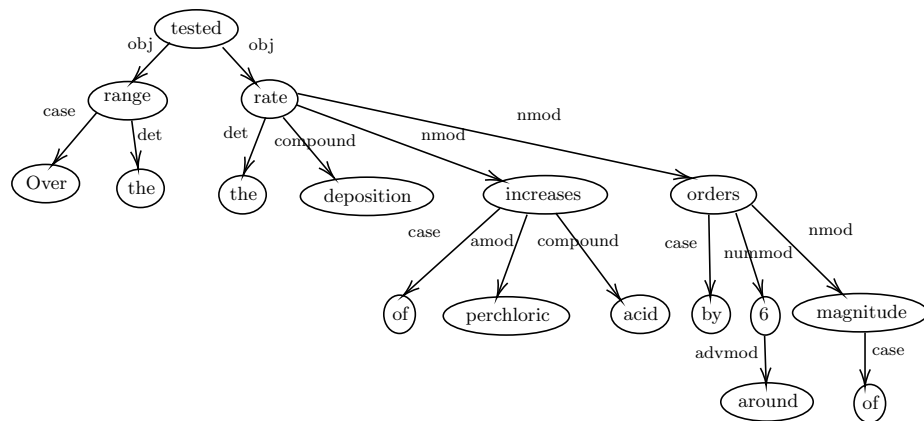 tested
obj obj
range rate
case det det compound nmod nmod
Over the the deposition increases orders
case amod compound case nummod nmod
of perchloric acid by 6 magnitude
advmod case
around of